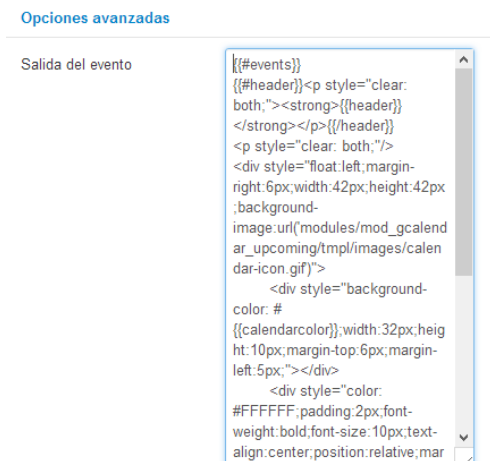 Opciones avanzadas
Salida del evento
{{#events}}
{{#header}}<p style="clear:
both;"><strong>{{header}}
</strong></p>{{/header}}
<p style="clear: both;"/>
<div style="float:left;margin-
right:6px;width:42px;height:42px
;background-
image:url('modules/mod_gcalend
ar_upcoming/tmpl/images/calen
dar-icon.gif')">
<div style="background-
color: #
{{calendarcolor}};width:32px;heig
ht:10px;margin-top:6px;margin-
left:5px;"></div>
<div style="color:
#FFFFFF;padding:2px;font-
weight:bold;font-size:10px;text-
align:center;position:relative;mar